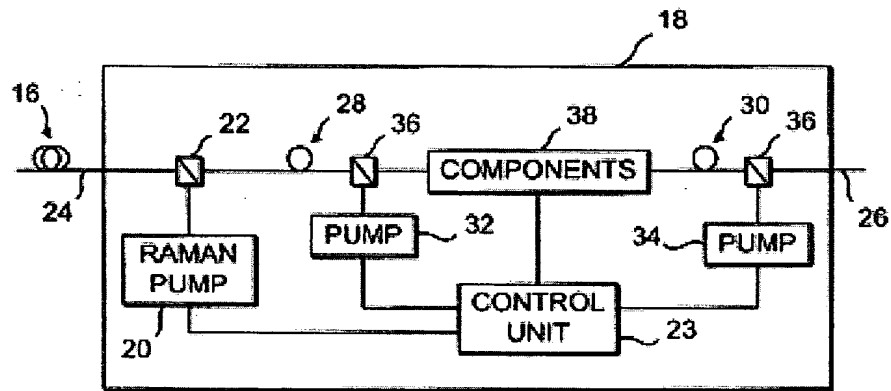 18
16
22
28
36
38
30
36
COMPONENTS
24
26
RAMAN
PUMP
PUMP
32
34
PUMP
CONTROL
UNIT
20
23